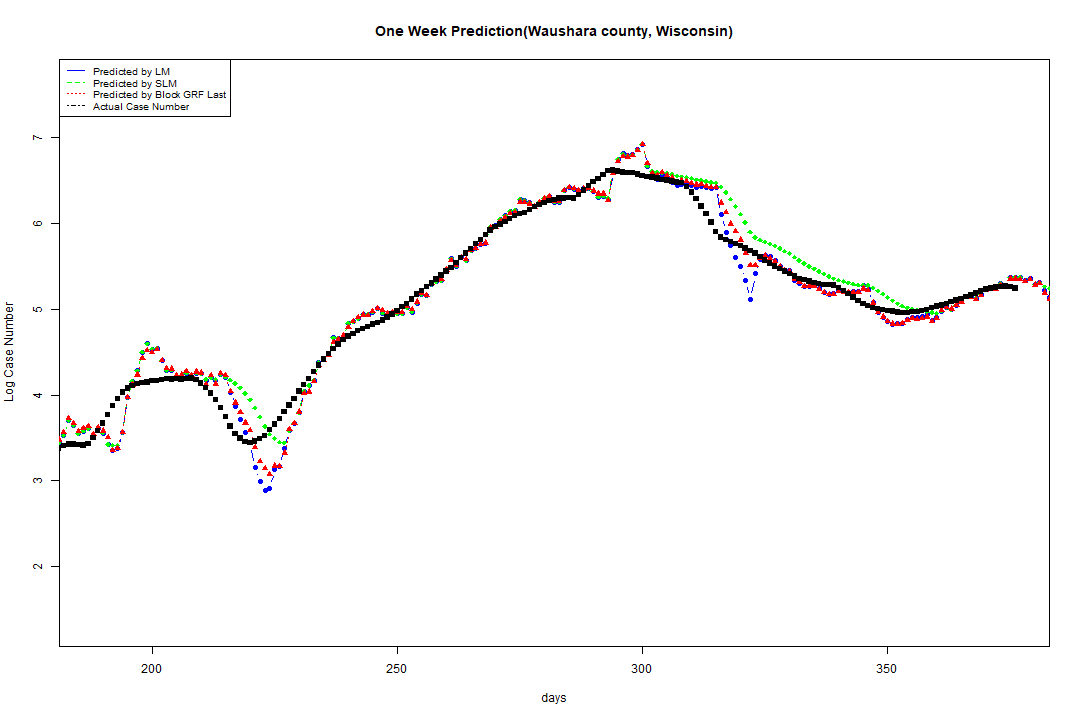 One Week Prediction(Waushara county, Wisconsin)
Predicted by LM
Predicted by SLM
Predicted by Block GRF Last
Actual Case Number
Log Case Number
7
6
5
4
3
2
200
250
300
350
days